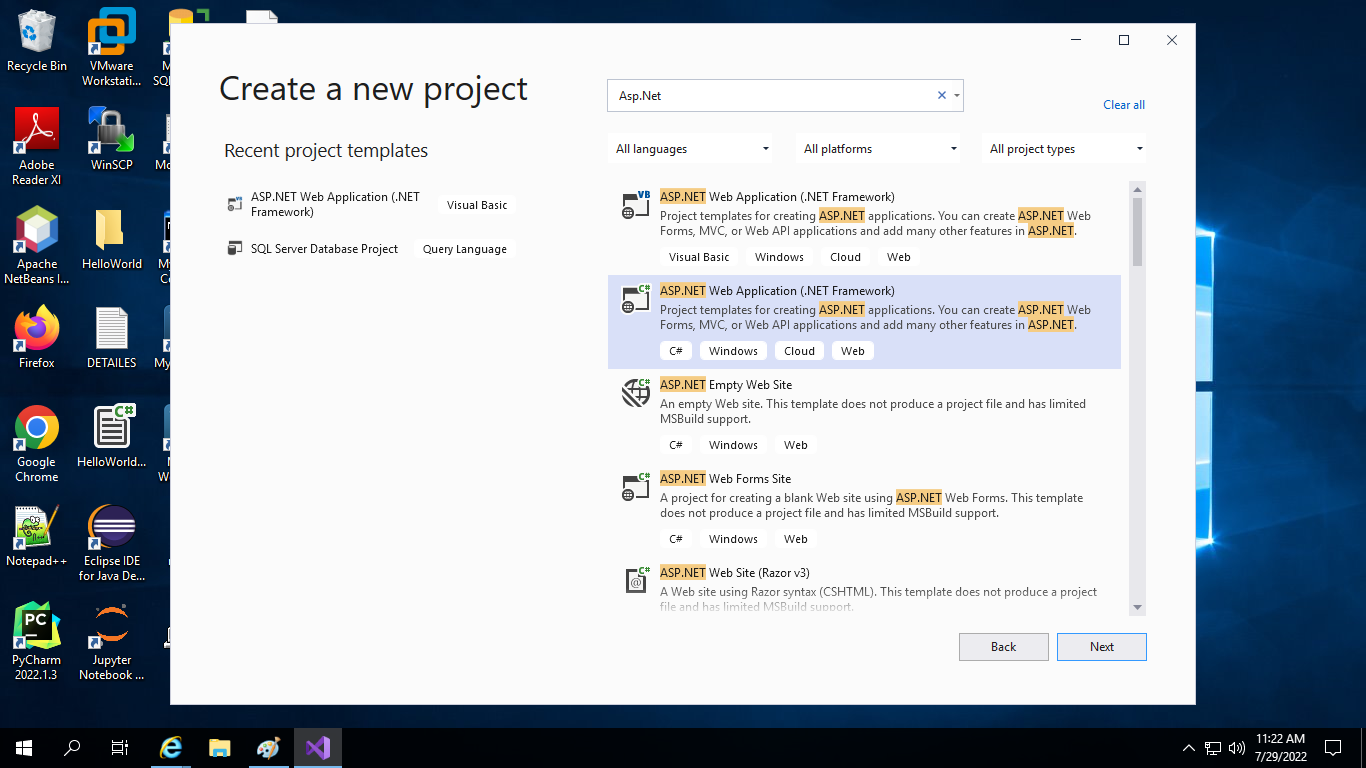 Recycle Bin
VMware
Workstati...
Adobe
Reader XI
WinSCP
Apache
NetBeans I...
HelloWorld
Firefox
DETAILES
Google
Chrome
HelloWorld...
C#
Notepad++
Eclipse IDE
for Java De...
PC
PyCharm
2022.1.3
Jupyter
Notebook ...
Create a new project
Asp.Net
Clear all
All languages
All platforms
All project types
Recent project templates
ASP.NET Web Application (.NET
Framework)
Visual Basic
SQL Server Database Project
Query Language
VB
ASP.NET Web Application (.NET Framework)
Project templates for creating ASP.NET applications. You can create ASP.NET Web
Forms, MVC, or Web API applications and add many other features in ASP.NET.
Visual Basic
Windows
Cloud
Web
C#
ASP.NET Web Application (.NET Framework)
Project templates for creating ASP.NET applications. You can create ASP.NET Web
Forms, MVC, or Web API applications and add many other features in ASP.NET.
C#
Windows
Cloud
Web
C#
ASP.NET Empty Web Site
An empty Web site. This template does not produce a project file and has limited
MSBuild support.
C#
Windows
Web
C#
ASP.NET Web Forms Site
A project for creating a blank Web site using ASP.NET Web Forms. This template
does not produce a project file and has limited MSBuild support.
C#
Windows
Web
C#
ASP.NET Web Site (Razor v3)
A Web site using Razor syntax (CSHTML). This template does not produce a project
file and has limited MSBuild support.
Back
Next
11:22 AM
7/29/2022